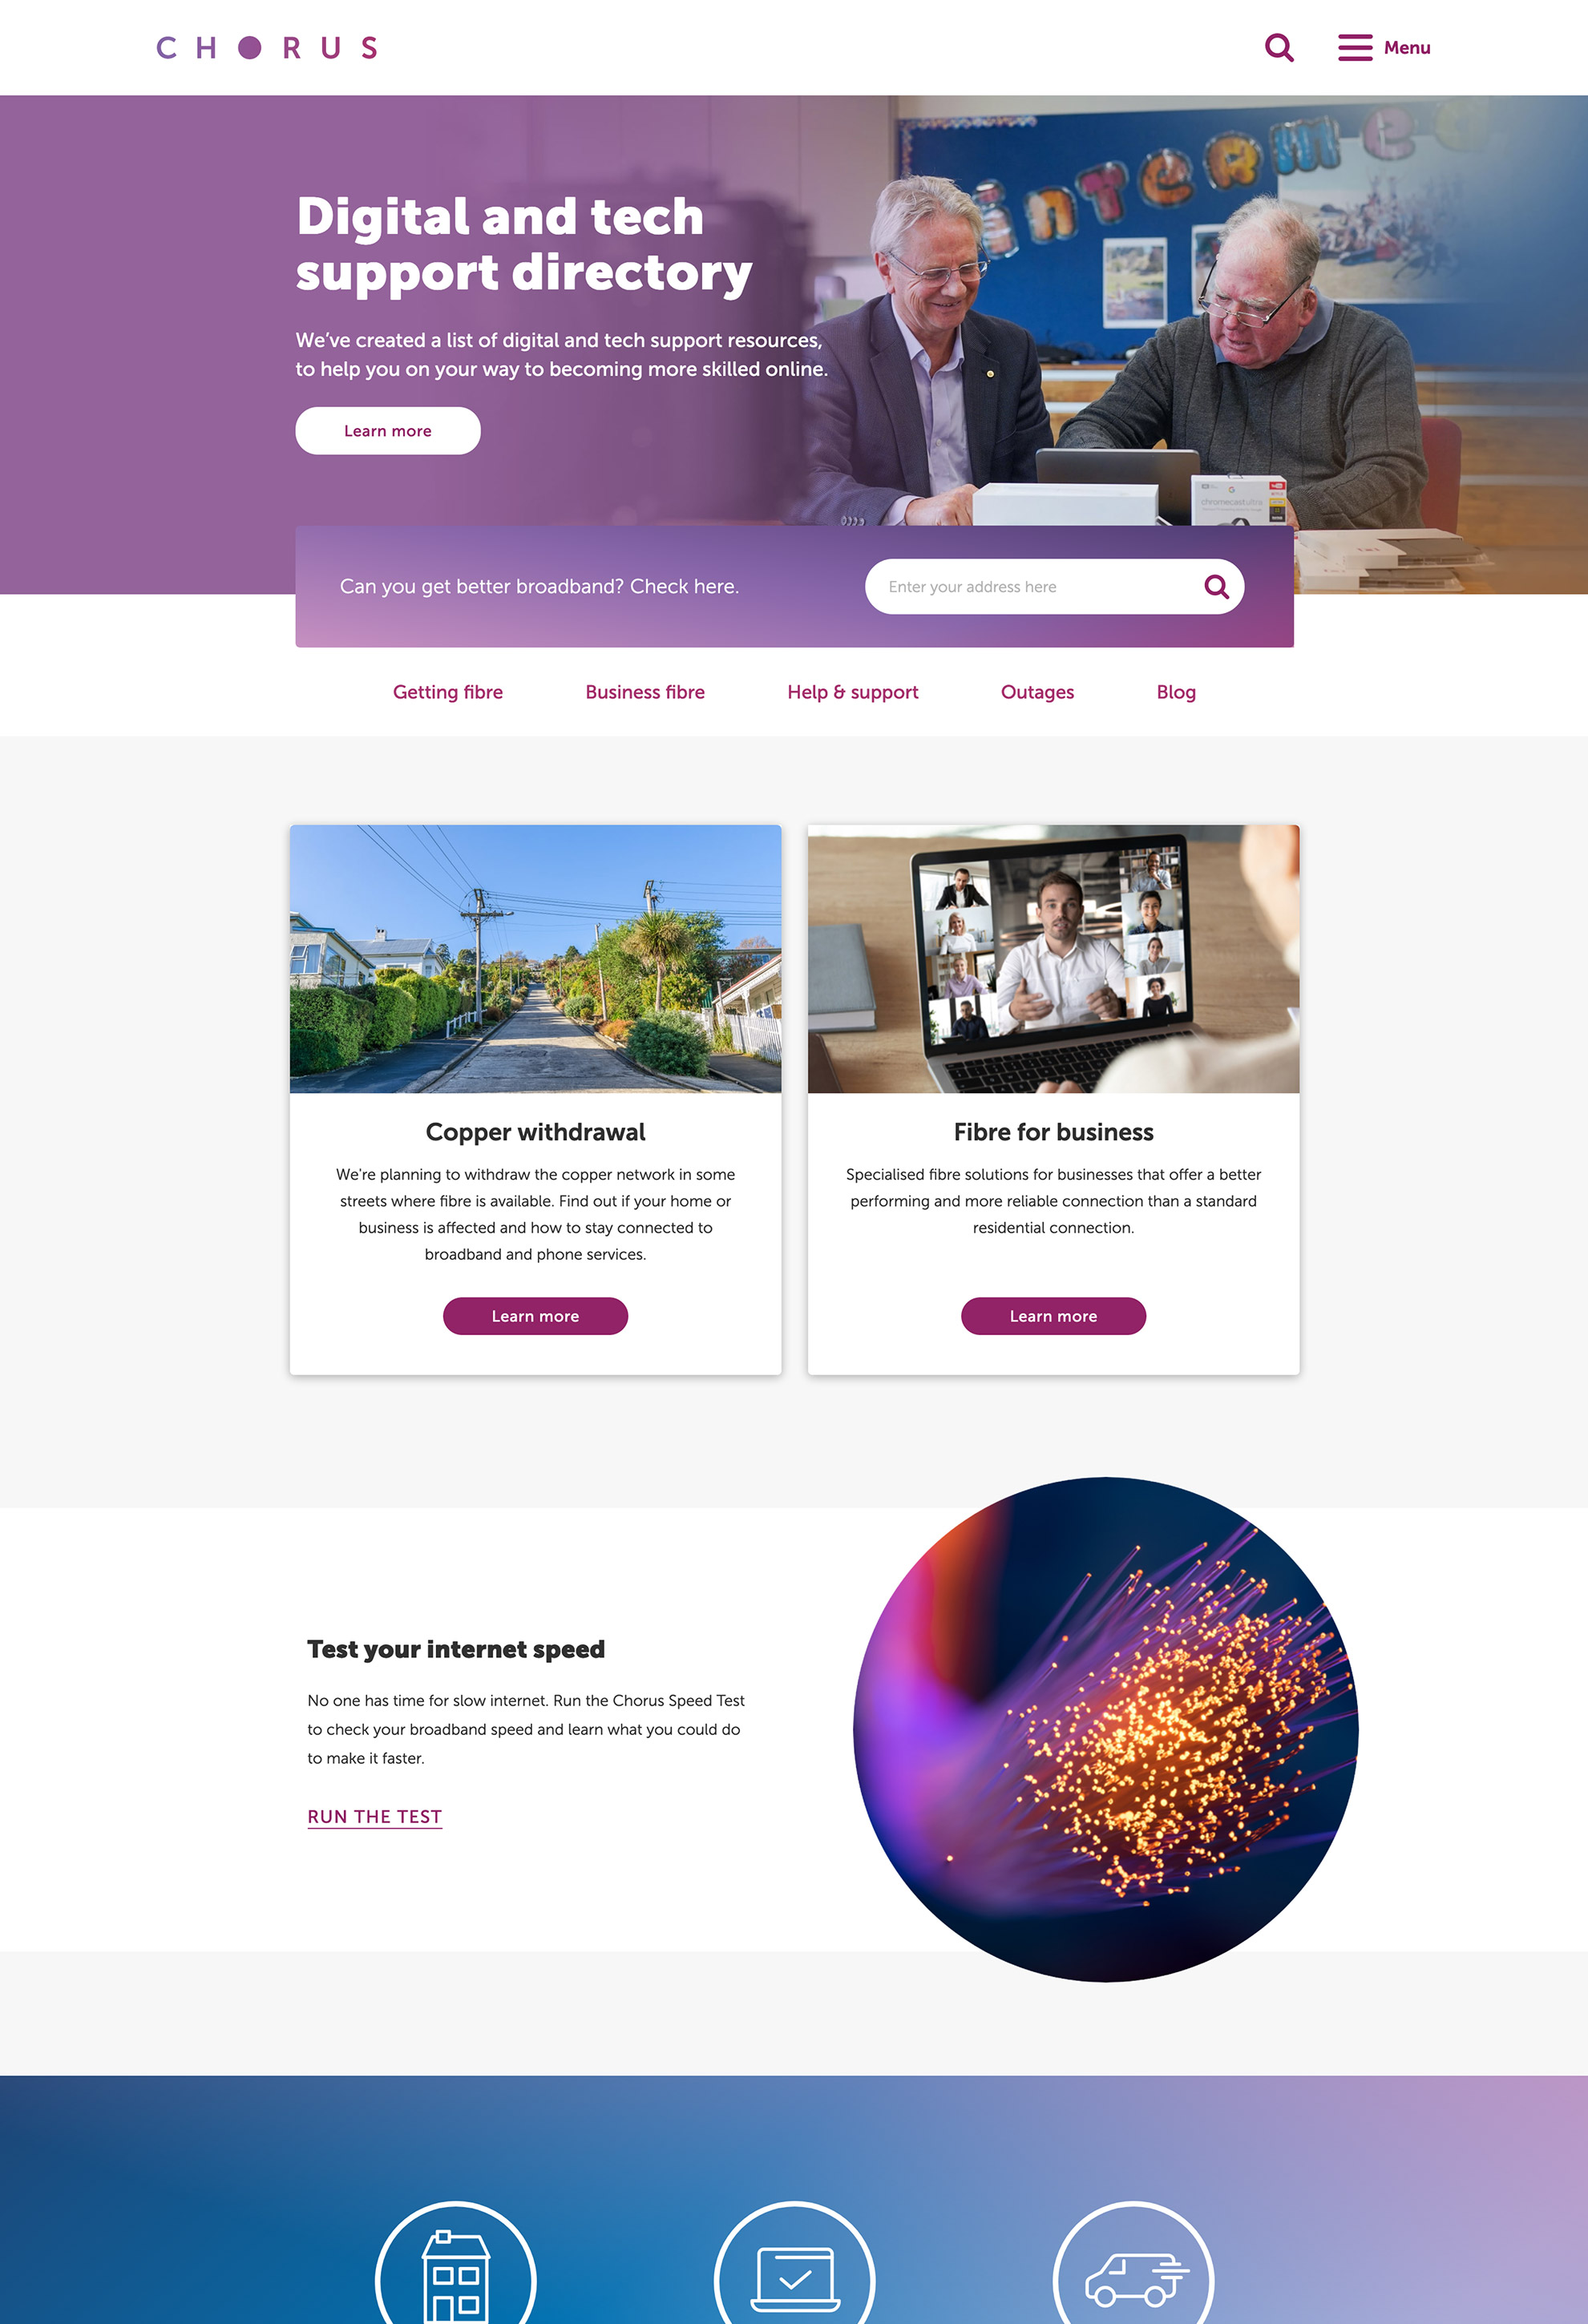 CHORUS
Menu
inTERmed
Digital and tech
support directory
We've created a list of digital and tech support resources,
to help you on your way to becoming more skilled online.
Learn more
chromecast ultra
Can you get better broadband? Check here.
Enter your address here
Getting fibre
Business fibre
Help & support
Outages
Blog
Copper withdrawal
We're planning to withdraw the copper network in some
streets where fibre is available. Find out if your home or
business is affected and how to stay connected to
broadband and phone services.
Learn more
Fibre for business
Specialised fibre solutions for businesses that offer a better
performing and more reliable connection than a standard
residential connection.
Learn more
Test your internet speed
No one has time for slow internet. Run the Chorus Speed Test
to check your broadband speed and learn what you could do
to make it faster.
RUN THE TEST